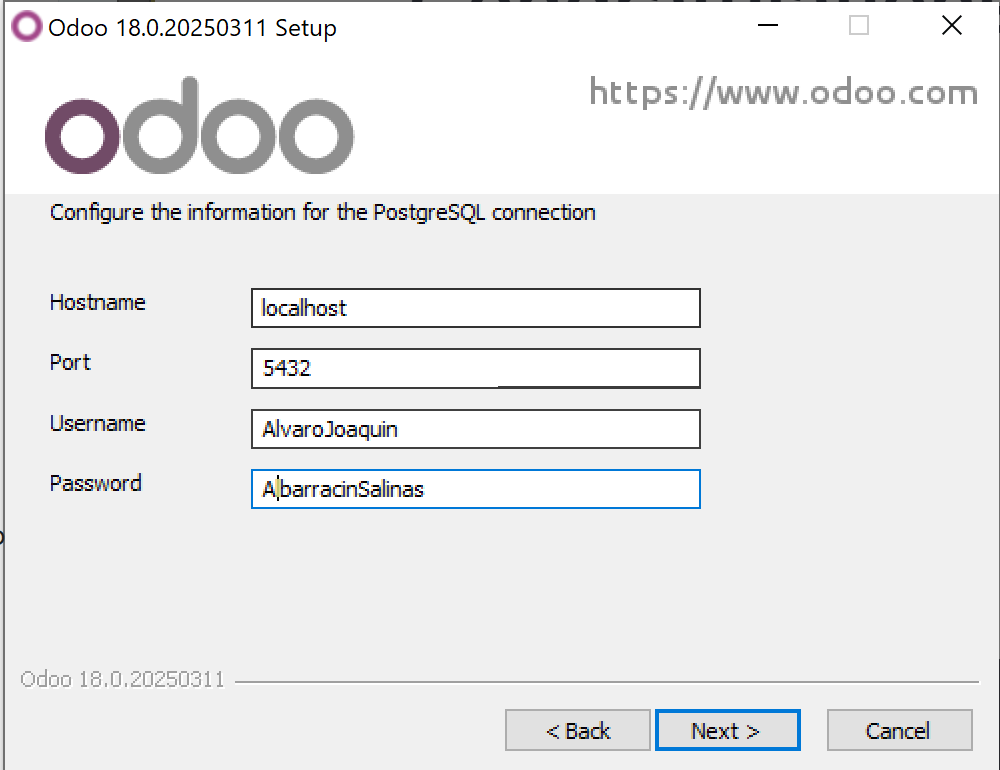 Odoo 18.0.20250311 Setup
odoo
https://www.odoo.com
Configure the information for the PostgreSQL connection
Hostname
localhost
Port
5432
Username
AlvaroJoaquin
Password
AlbarracinSalinas
Odoo 18.0.20250311
< Back
Next >
Cancel